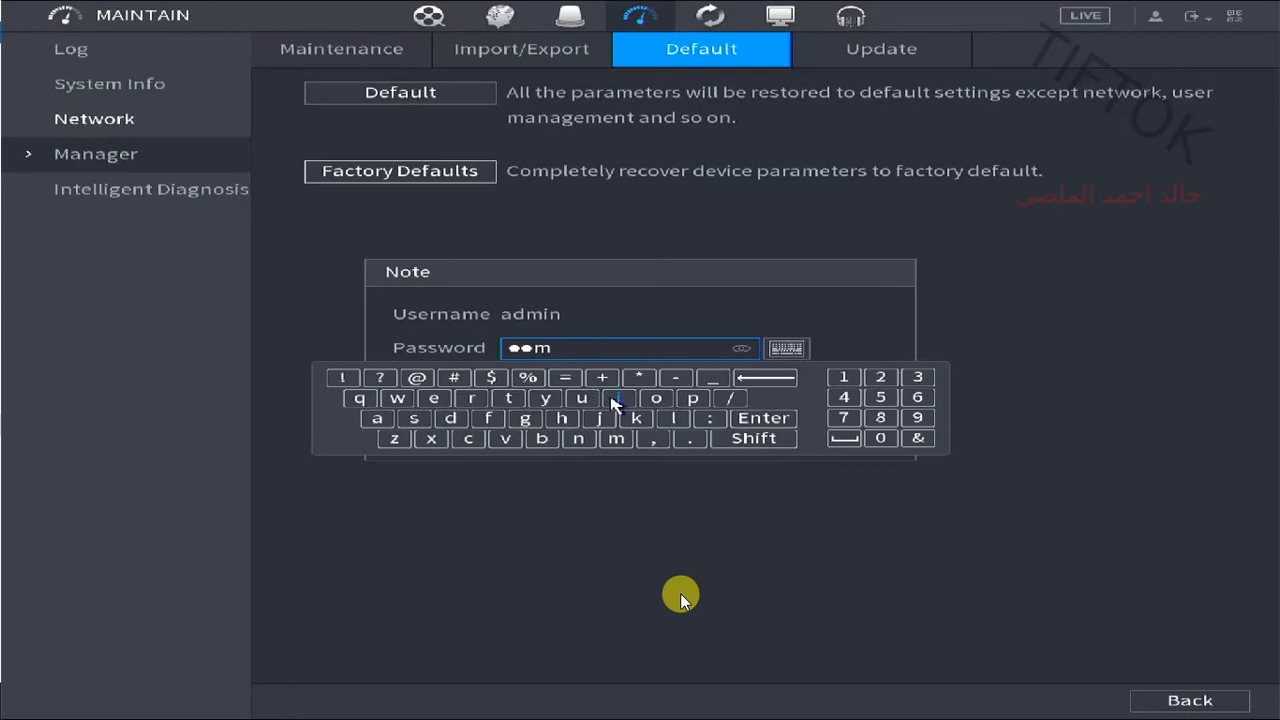 MAINTAIN
LIVE
Log
System Info
Network
> Manager
Intelligent Diagnosis
Maintenance
Import/Export
Default
Update
Default
All the parameters will be restored to default settings except network, user
management and so on.
Factory Defaults
Completely recover device parameters to factory default.
TIFTOK
خالد احمد الملصي
Note
Username admin
Password ●●m
! ? @ # $ % = + * - _ 1 2 3
q w e r t y u i o p / 4 5 6
a s d f g h j k l : Enter 7 8 9
z x c v b n m , . Shift 0 &
Back